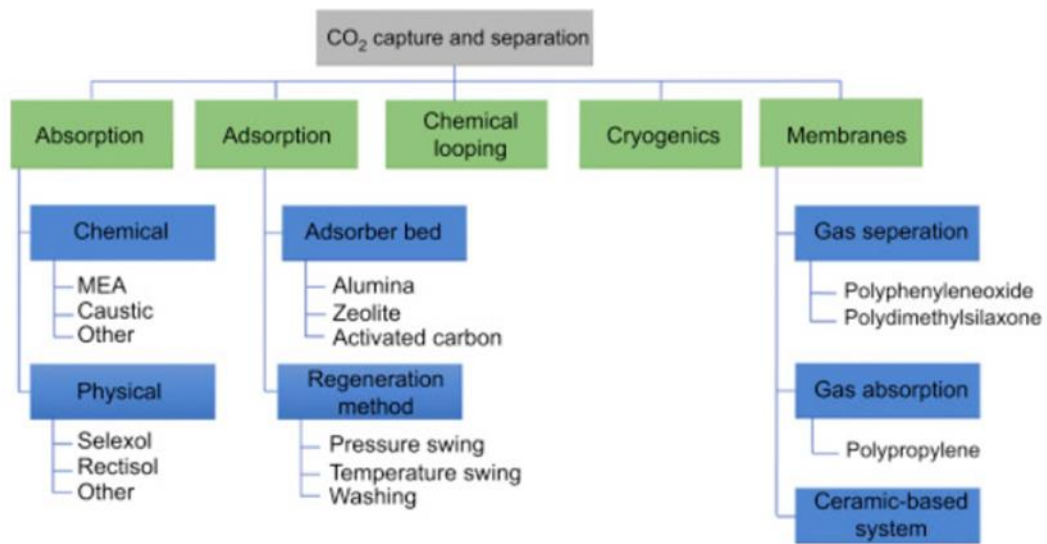 CO₂ capture and separation
Absorption
Adsorption
Chemical
looping
Cryogenics
Membranes
Chemical
MEA
Caustic
Other
Physical
Selexol
Rectisol
Other
Adsorber bed
Alumina
Zeolite
Activated carbon
Regeneration
method
Pressure swing
Temperature swing
Washing
Gas seperation
Polyphenyleneoxide
Polydimethylsilaxone
Gas absorption
Polypropylene
Ceramic-based
system